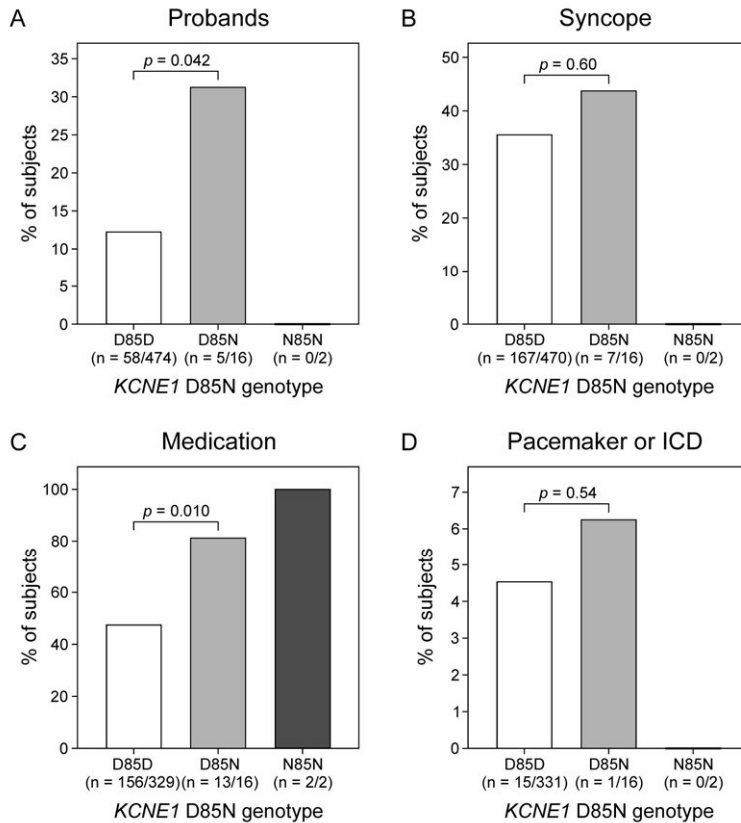 A
Probands
% of subjects
35
30
25
20
15
10
5
0
p = 0.042
D85D
(n = 58/474)
D85N
(n = 5/16)
N85N
(n = 0/2)
KCNE1 D85N genotype
B
Syncope
% of subjects
50
40
30
20
10
0
p = 0.60
D85D
(n = 167/470)
D85N
(n = 7/16)
N85N
(n = 0/2)
KCNE1 D85N genotype
C
Medication
% of subjects
100
80
60
40
20
0
p = 0.010
D85D
(n = 156/329)
D85N
(n = 13/16)
N85N
(n = 2/2)
KCNE1 D85N genotype
D
Pacemaker or ICD
% of subjects
7
6
5
4
3
2
1
0
p = 0.54
D85D
(n = 15/331)
D85N
(n = 1/16)
N85N
(n = 0/2)
KCNE1 D85N genotype